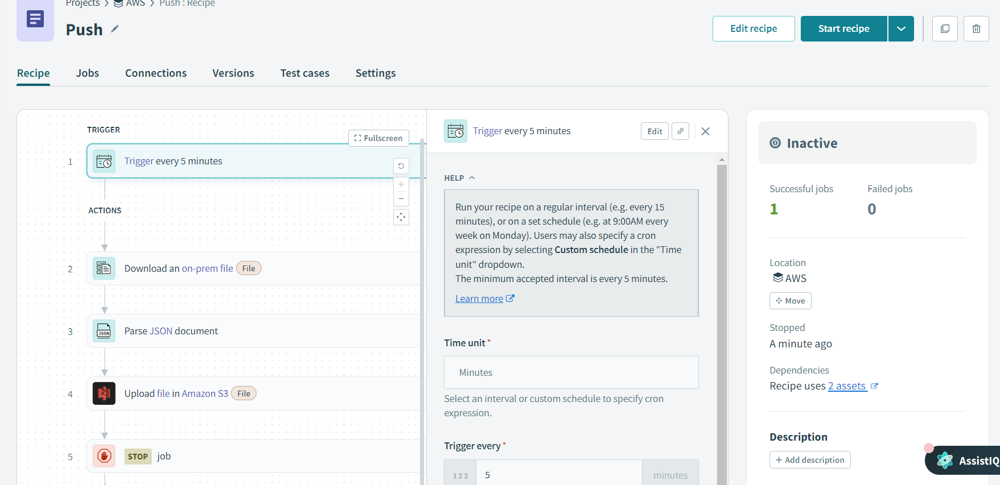 Projects > AWS > Push : Recipe
Push
Edit recipe
Start recipe
Recipe
Jobs
Connections
Versions
Test cases
Settings
TRIGGER
Fullscreen
1
Trigger every 5 minutes
ACTIONS
2
Download an on-prem file File
3
JSON
Parse JSON document
4
Upload file in Amazon S3 File
5
STOP job
Trigger every 5 minutes
Edit
HELP
Run your recipe on a regular interval (e.g. every 15
minutes), or on a set schedule (e.g. at 9:00AM every
week on Monday). Users may also specify a cron
expression by selecting Custom schedule in the "Time
unit" dropdown.
The minimum accepted interval is every 5 minutes.
Learn more
Time unit *
Minutes
Select an interval or custom schedule to specify cron
expression.
Trigger every *
123
5
minutes
Inactive
Successful jobs
Failed jobs
1
0
Location
AWS
Move
Stopped
A minute ago
Dependencies
Recipe uses 2 assets
Description
+ Add description
AssistIQ